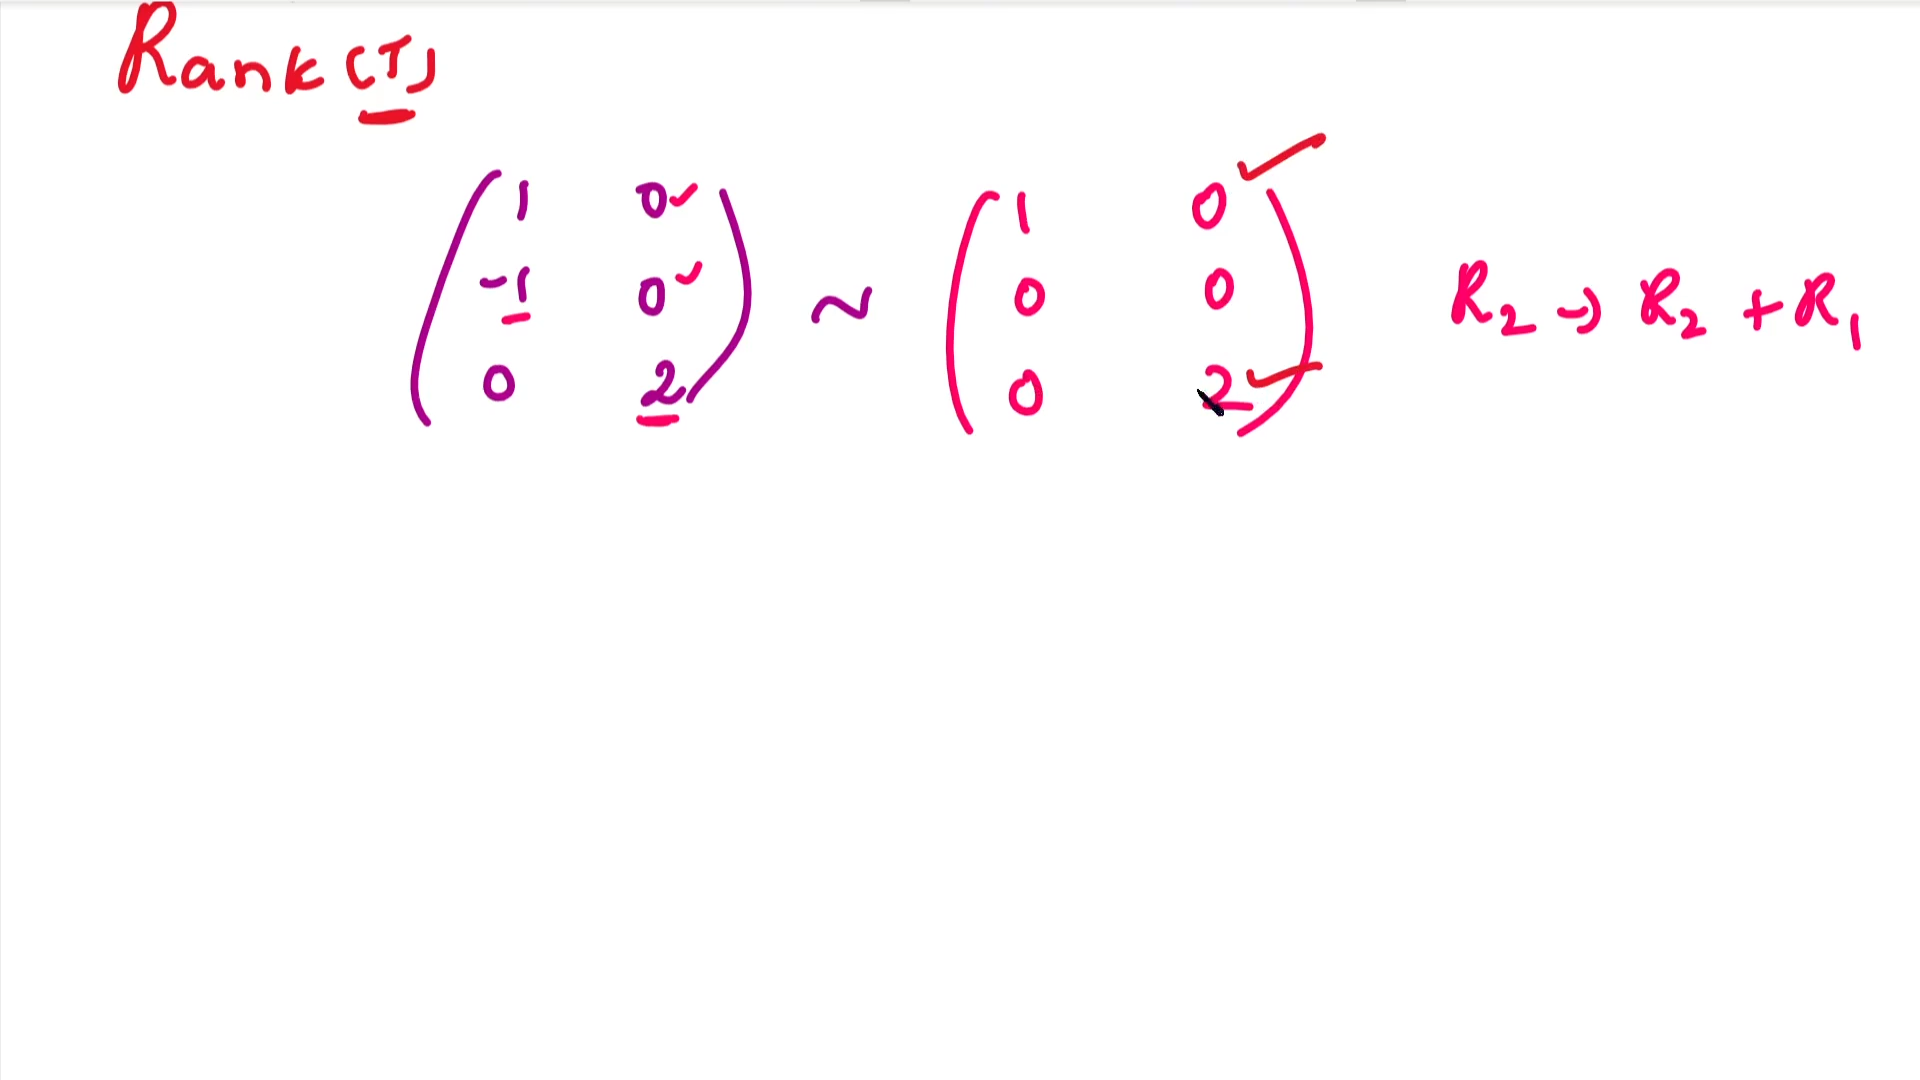 Rank (T)
1 0✓ 1 0✓
-1 0✓ ~ 0 0 R₂ → R₂ + R₁
0 2 0 2✓